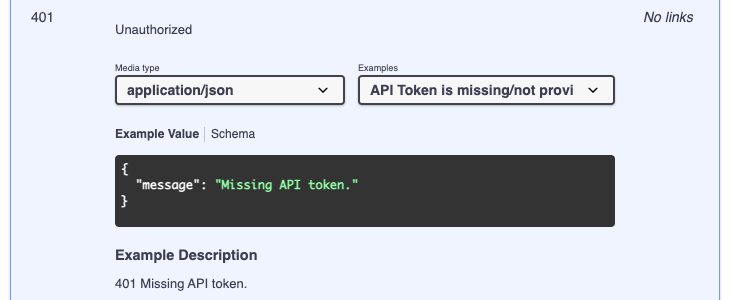 401 No links
Unauthorized
Media type Examples
application/json API Token is missing/not provi
Example Value Schema
{
"message": "Missing API token."
}
Example Description
401 Missing API token.